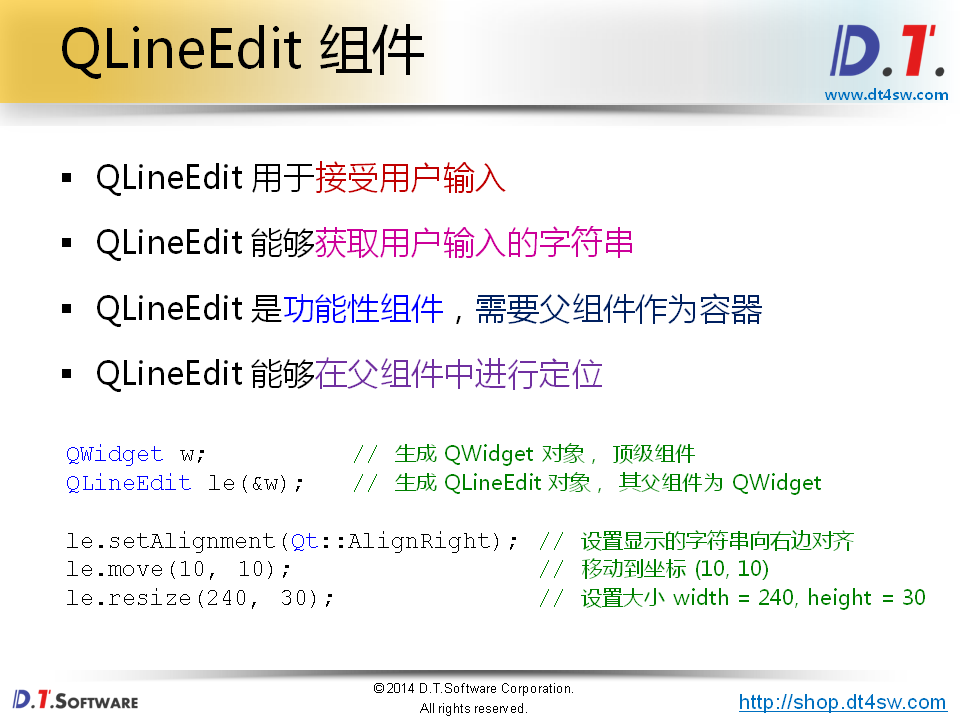 QLineEdit 组件
D.T.
www.dt4sw.com
▪ QLineEdit 用于接受用户输入
▪ QLineEdit 能够获取用户输入的字符串
▪ QLineEdit 是功能性组件，需要父组件作为容器
▪ QLineEdit 能够在父组件中进行定位
QWidget w; // 生成 QWidget 对象，顶级组件
QLineEdit le(&w); // 生成 QLineEdit 对象，其父组件为 QWidget
le.setAlignment(Qt::AlignRight); // 设置显示的字符串向右边对齐
le.move(10, 10); // 移动到坐标 (10, 10)
le.resize(240, 30); // 设置大小 width = 240, height = 30
D.T.SOFTWARE
©2014 D.T.Software Corporation.
All rights reserved.
http://shop.dt4sw.com